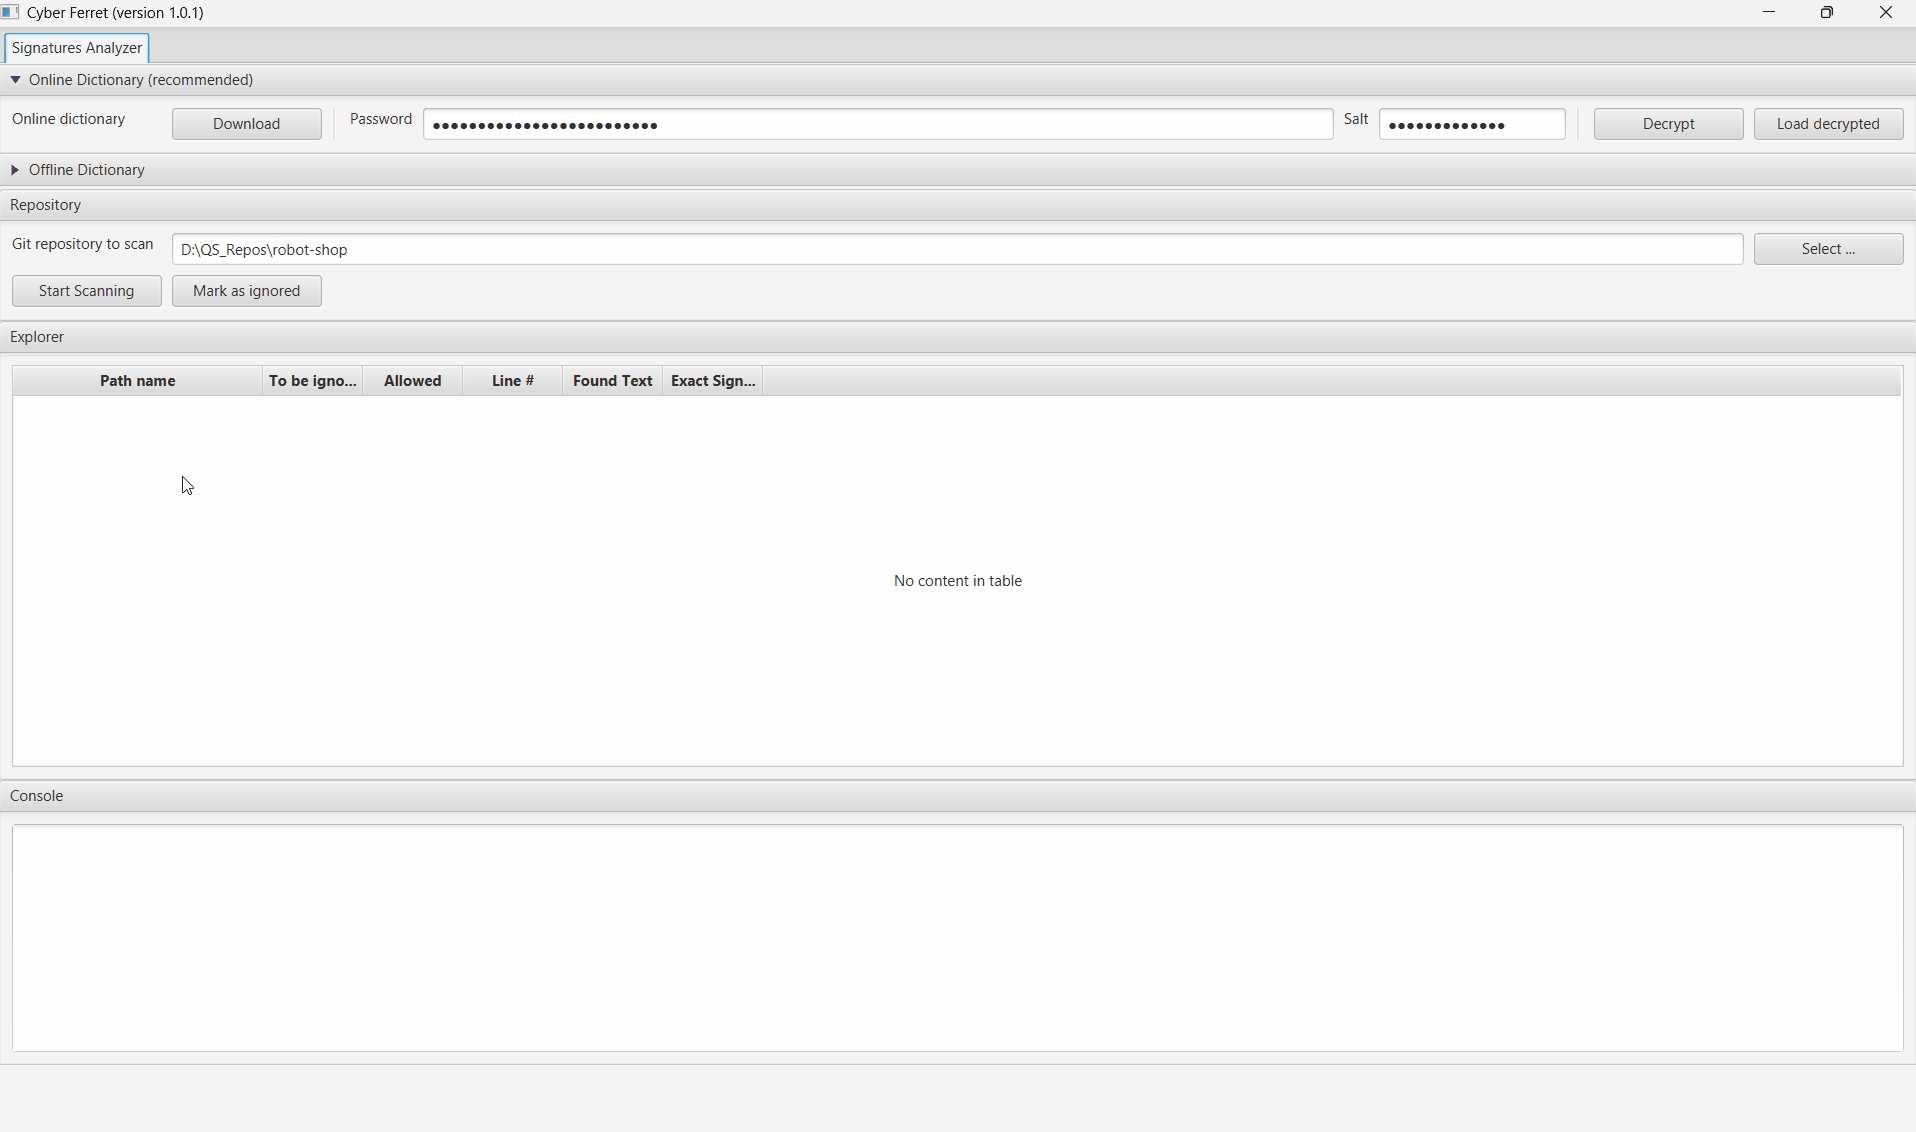 Cyber Ferret (version 1.0.1)
Signatures Analyzer
Online Dictionary (recommended)
Online dictionary Download Password ●●●●●●●●●●●●●●●●●●●●●●●●● Salt ●●●●●●●●●●●●● Decrypt Load decrypted
Offline Dictionary
Repository
Git repository to scan D:\QS_Repos\robot-shop Select ...
Start Scanning Mark as ignored
Explorer
Path name To be igno... Allowed Line # Found Text Exact Sign...
No content in table
Console